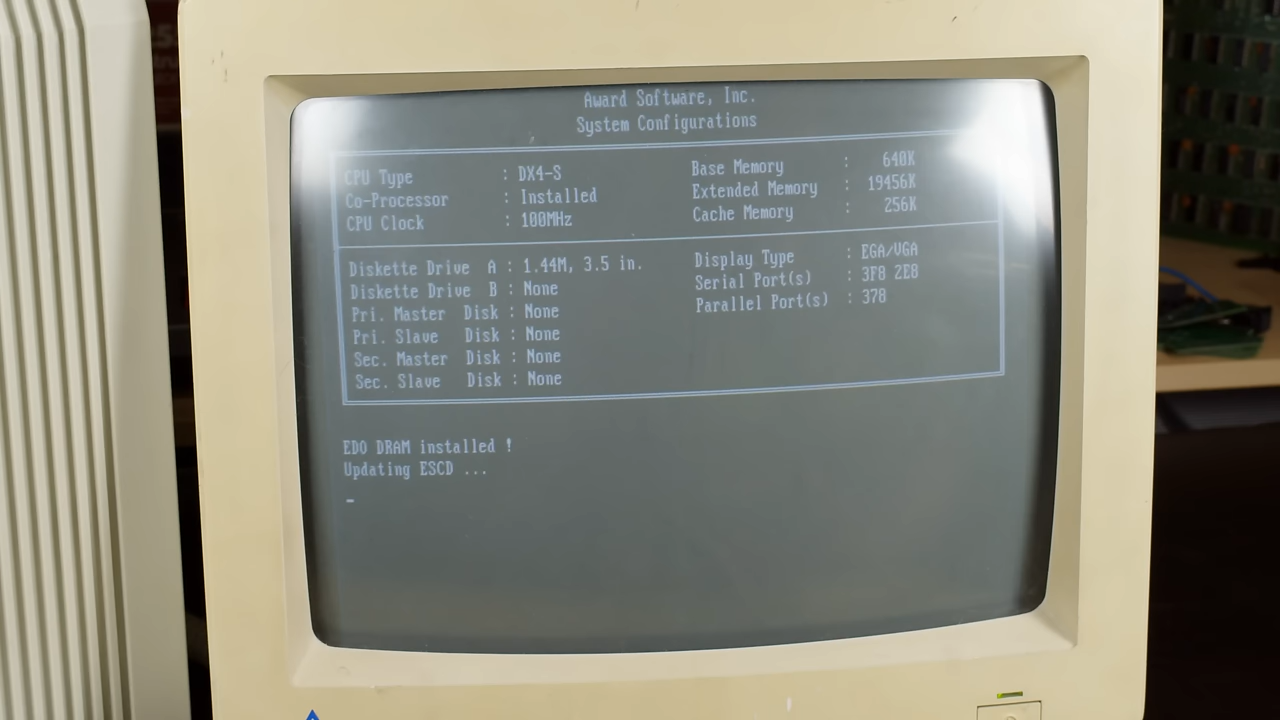 Award Software, Inc.
System Configurations
CPU Type : DX4-S
Co-Processor : Installed
CPU Clock : 100MHz
Base Memory : 640K
Extended Memory : 19456K
Cache Memory : 256K
Diskette Drive A : 1.44M, 3.5 in.
Diskette Drive B : None
Pri. Master Disk : None
Pri. Slave Disk : None
Sec. Master Disk : None
Sec. Slave Disk : None
Display Type : EGA/VGA
Serial Port(s) : 3F8 2E8
Parallel Port(s) : 378
EDO DRAM installed !
Updating ESCD ...
_